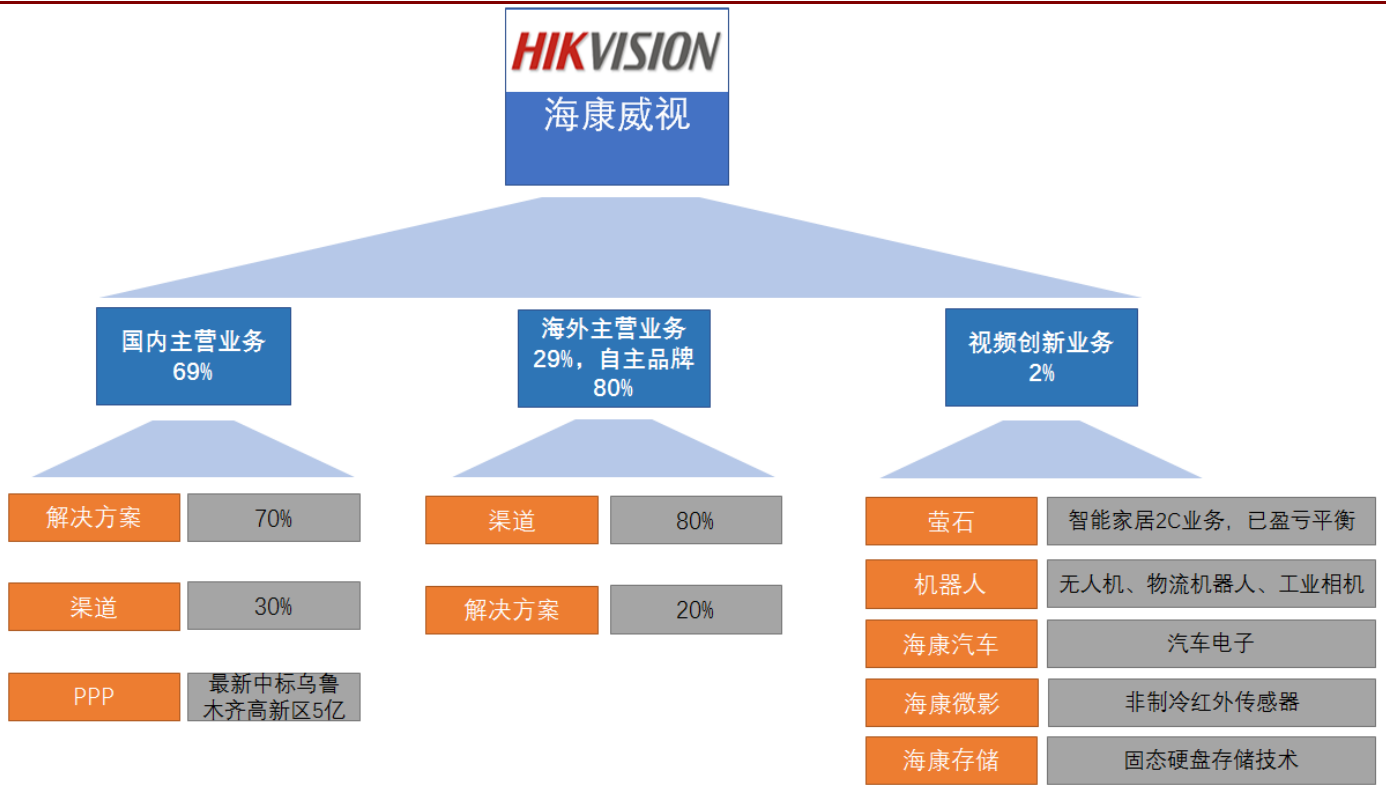 HIKVISION
海康威视
国内主营业务
69%
海外主营业务
29%，自主品牌
80%
视频创新业务
2%
解决方案
70%
渠道
30%
PPP
最新中标乌鲁
木齐高新区5亿
渠道
80%
解决方案
20%
萤石
智能家居2C业务，已盈亏平衡
机器人
无人机、物流机器人、工业相机
海康汽车
汽车电子
海康微影
非制冷红外传感器
海康存储
固态硬盘存储技术